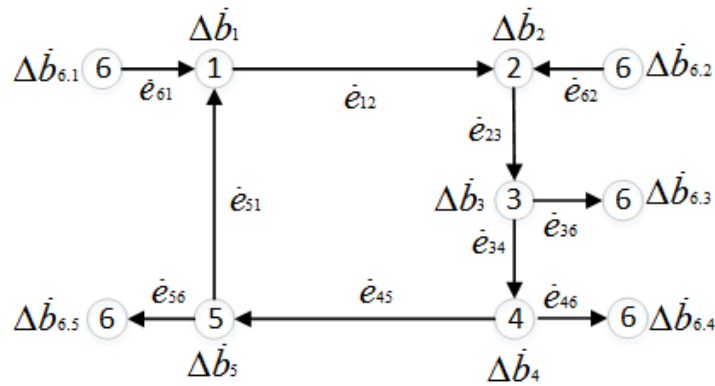 Δḃ₁ Δḃ₂
Δḃ₆.₁ 6 1 2 6 Δḃ₆.₂
ė₆₁ ė₁₂ ė₆₂
ė₂₃
ė₅₁ Δḃ₃ 3 6 Δḃ₆.₃
ė₃₄ ė₃₆
ė₅₆ ė₄₅ ė₄₆
Δḃ₆.₅ 6 5 4 6 Δḃ₆.₄
Δḃ₅ Δḃ₄